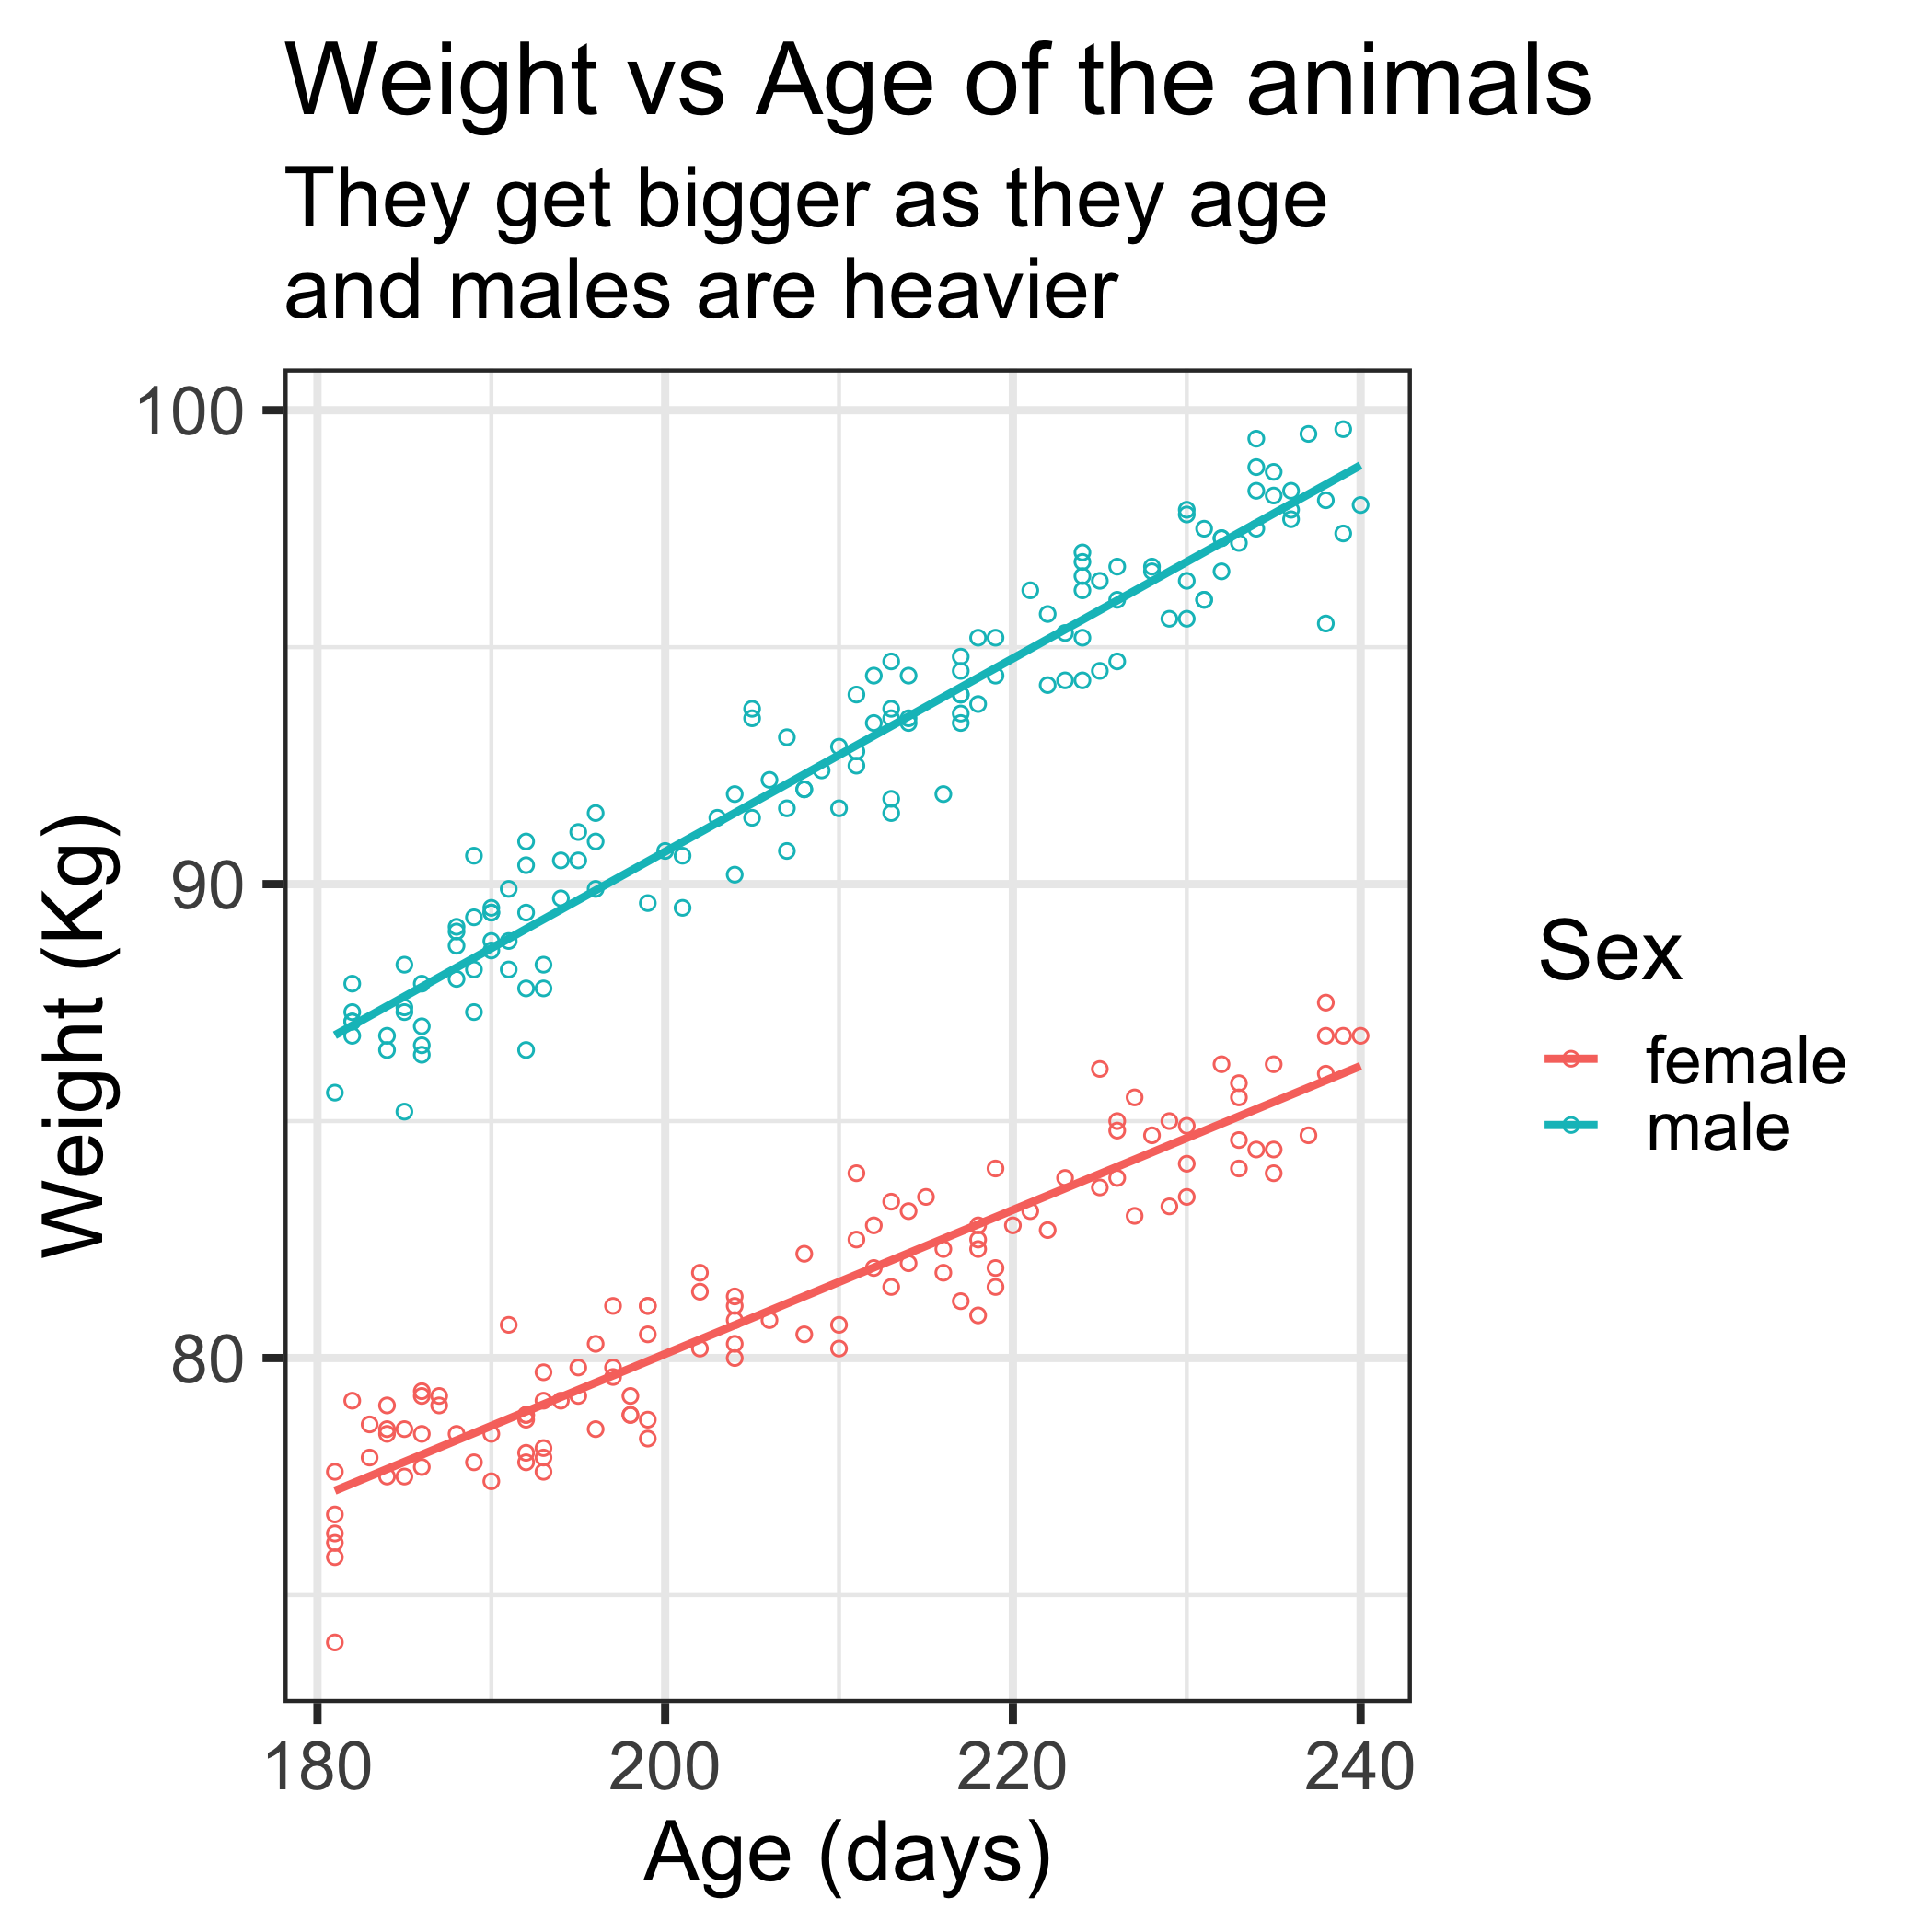 Weight vs Age of the animals
They get bigger as they age
and males are heavier
100
90
80
Weight (Kg)
180 200 220 240
Age (days)
Sex
female
male